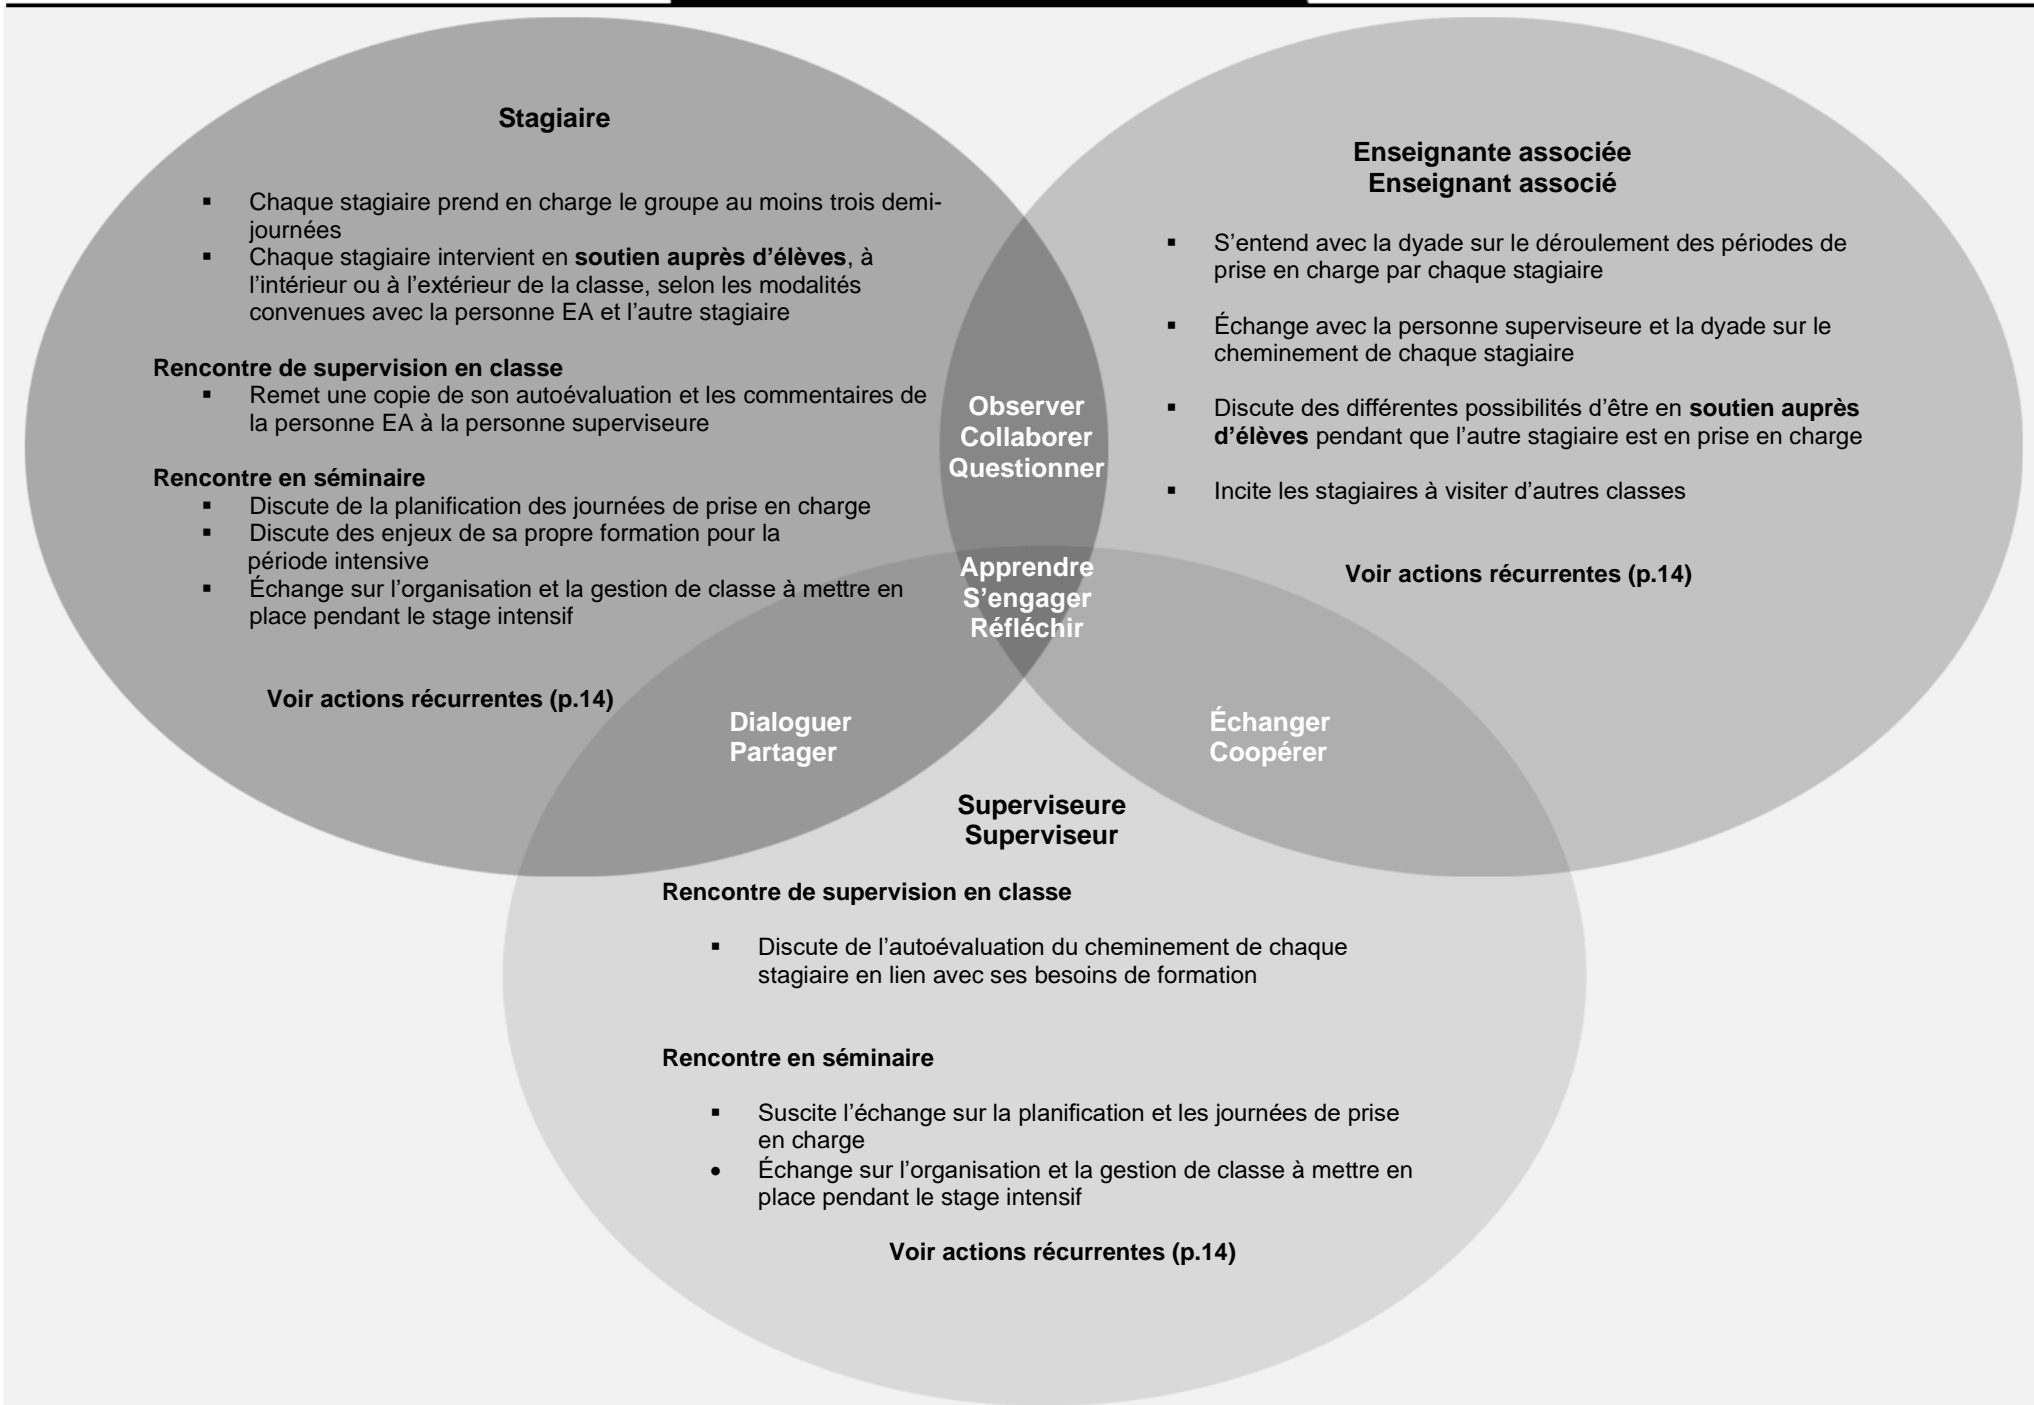 Stagiaire
▪ Chaque stagiaire prend en charge le groupe au moins trois demi-
journées
▪ Chaque stagiaire intervient en soutien auprès d’élèves, à
l’intérieur ou à l’extérieur de la classe, selon les modalités
convenues avec la personne EA et l’autre stagiaire
Rencontre de supervision en classe
▪ Remet une copie de son autoévaluation et les commentaires de
la personne EA à la personne superviseure
Rencontre en séminaire
▪ Discute de la planification des journées de prise en charge
▪ Discute des enjeux de sa propre formation pour la
période intensive
▪ Échange sur l’organisation et la gestion de classe à mettre en
place pendant le stage intensif
Voir actions récurrentes (p.14)
Enseignante associée
Enseignant associé
▪ S’entend avec la dyade sur le déroulement des périodes de
prise en charge par chaque stagiaire
▪ Échange avec la personne superviseure et la dyade sur le
cheminement de chaque stagiaire
▪ Discute des différentes possibilités d’être en soutien auprès
d’élèves pendant que l’autre stagiaire est en prise en charge
▪ Incite les stagiaires à visiter d’autres classes
Voir actions récurrentes (p.14)
Observer
Collaborer
Questionner
Apprendre
S’engager
Réfléchir
Dialoguer
Partager
Échanger
Coopérer
Superviseure
Superviseur
Rencontre de supervision en classe
▪ Discute de l’autoévaluation du cheminement de chaque
stagiaire en lien avec ses besoins de formation
Rencontre en séminaire
▪ Suscite l’échange sur la planification et les journées de prise
en charge
• Échange sur l’organisation et la gestion de classe à mettre en
place pendant le stage intensif
Voir actions récurrentes (p.14)